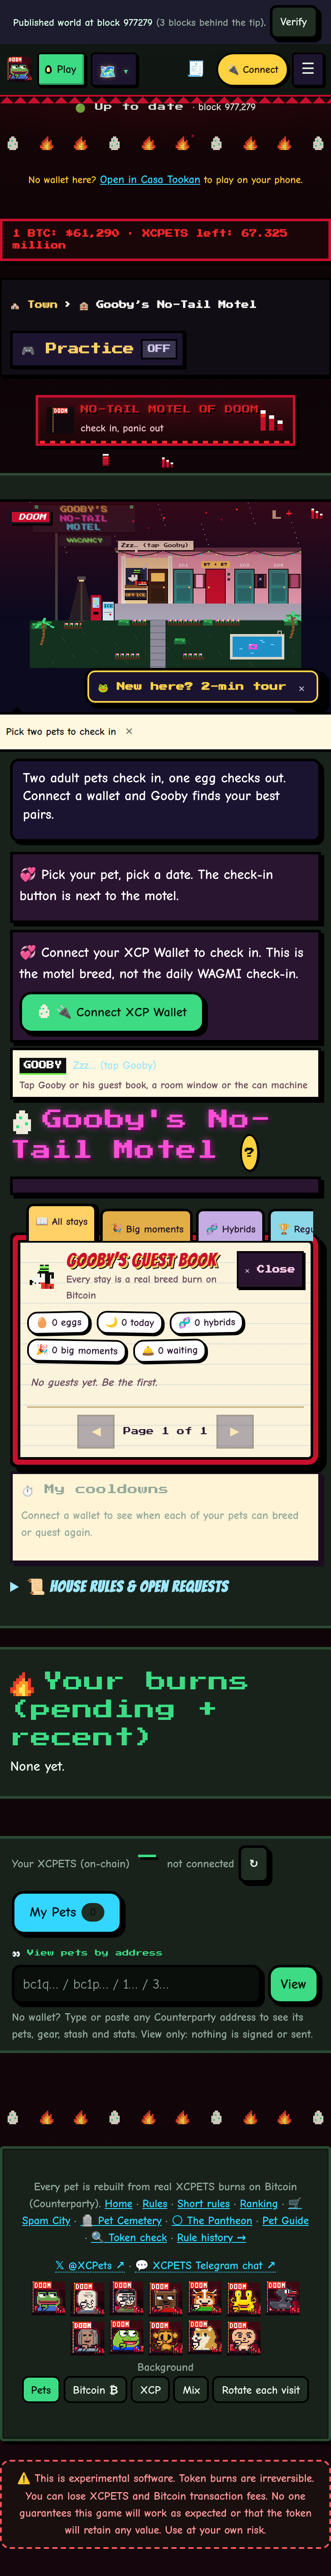 Published world at block 977279 (3 blocks behind the tip). Verify
Play
Connect
Up to date · block 977,279
No wallet here? Open in Casa Tookan to play on your phone.
1 BTC: $61,290 · XCPETS left: 67.325
million
Town › Gooby's No-Tail Motel
Practice OFF
DOOM NO-TAIL MOTEL OF DOOM
check in, panic out
DOOM
GOOBY'S
NO-TAIL
MOTEL
VACANCY
Zzz… (tap Gooby)
OFFICE
ICE
New here? 2-min tour ×
Pick two pets to check in ×
Two adult pets check in, one egg checks out.
Connect a wallet and Gooby finds your best
pairs.
💞 Pick your pet, pick a date. The check-in
button is next to the motel.
💞 Connect your XCP Wallet to check in. This is
the motel breed, not the daily WAGMI check-in.
Connect XCP Wallet
GOOBY Zzz… (tap Gooby)
Tap Gooby or his guest book, a room window or the can machine
Gooby's No-
Tail Motel ?
All stays
Big moments
Hybrids
Regu
GOOBY'S GUEST BOOK
Every stay is a real breed burn on
Bitcoin
× Close
0 eggs
0 today
0 hybrids
0 big moments
0 waiting
No guests yet. Be the first.
◀ Page 1 of 1 ▶
My cooldowns
Connect a wallet to see when each of your pets can breed
or quest again.
▶ HOUSE RULES & OPEN REQUESTS
Your burns
(pending +
recent)
None yet.
Your XCPETS (on-chain) — not connected ↻
My Pets 0
View pets by address
bc1q… / bc1p… / 1… / 3…
View
No wallet? Type or paste any Counterparty address to see its
pets, gear, stash and stats. View only: nothing is signed or sent.
Every pet is rebuilt from real XCPETS burns on Bitcoin
(Counterparty). Home · Rules · Short rules · Ranking ·
Spam City · Pet Cemetery · The Pantheon · Pet Guide
· Token check · Rule history →
𝕏 @XCPets ↗ · XCPETS Telegram chat ↗
DOOM DOOM DOOM DOOM DOOM DOOM DOOM
DOOM DOOM DOOM DOOM DOOM
Background
Pets
Bitcoin ₿
XCP
Mix
Rotate each visit
⚠️ This is experimental software. Token burns are irreversible.
You can lose XCPETS and Bitcoin transaction fees. No one
guarantees this game will work as expected or that the token
will retain any value. Use at your own risk.